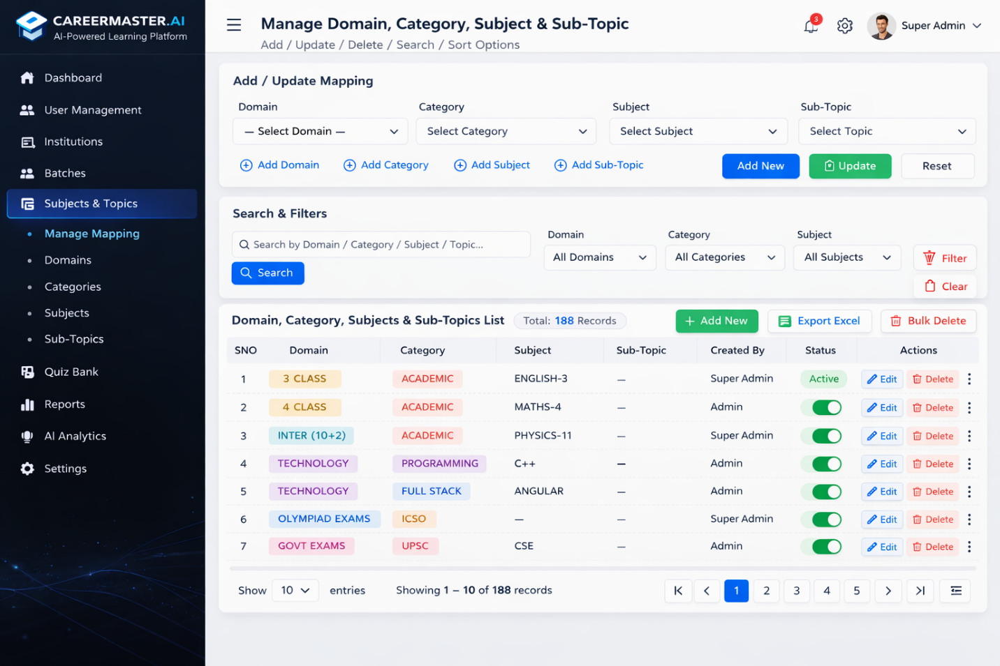 CAREERMASTER.AI
AI-Powered Learning Platform
Dashboard
User Management
Institutions
Batches
Subjects & Topics
Manage Mapping
Domains
Categories
Subjects
Sub-Topics
Quiz Bank
Reports
AI Analytics
Settings
Manage Domain, Category, Subject & Sub-Topic
Add / Update / Delete / Search / Sort Options
3
Super Admin
Add / Update Mapping
Domain Category Subject Sub-Topic
— Select Domain — Select Category Select Subject Select Topic
Add Domain Add Category Add Subject Add Sub-Topic Add New Update Reset
Search & Filters
Domain Category Subject
Search by Domain / Category / Subject / Topic... All Domains All Categories All Subjects Filter
Search Clear
Domain, Category, Subjects & Sub-Topics List Total: 188 Records + Add New Export Excel Bulk Delete
SNO Domain Category Subject Sub-Topic Created By Status Actions
1 3 CLASS ACADEMIC ENGLISH-3 — Super Admin Active Edit Delete
2 4 CLASS ACADEMIC MATHS-4 — Admin Edit Delete
3 INTER (10+2) ACADEMIC PHYSICS-11 — Super Admin Edit Delete
4 TECHNOLOGY PROGRAMMING C++ — Admin Edit Delete
5 TECHNOLOGY FULL STACK ANGULAR — Admin Edit Delete
6 OLYMPIAD EXAMS ICSO — — Super Admin Edit Delete
7 GOVT EXAMS UPSC CSE — Admin Edit Delete
Show 10 entries Showing 1 – 10 of 188 records 1 2 3 4 5